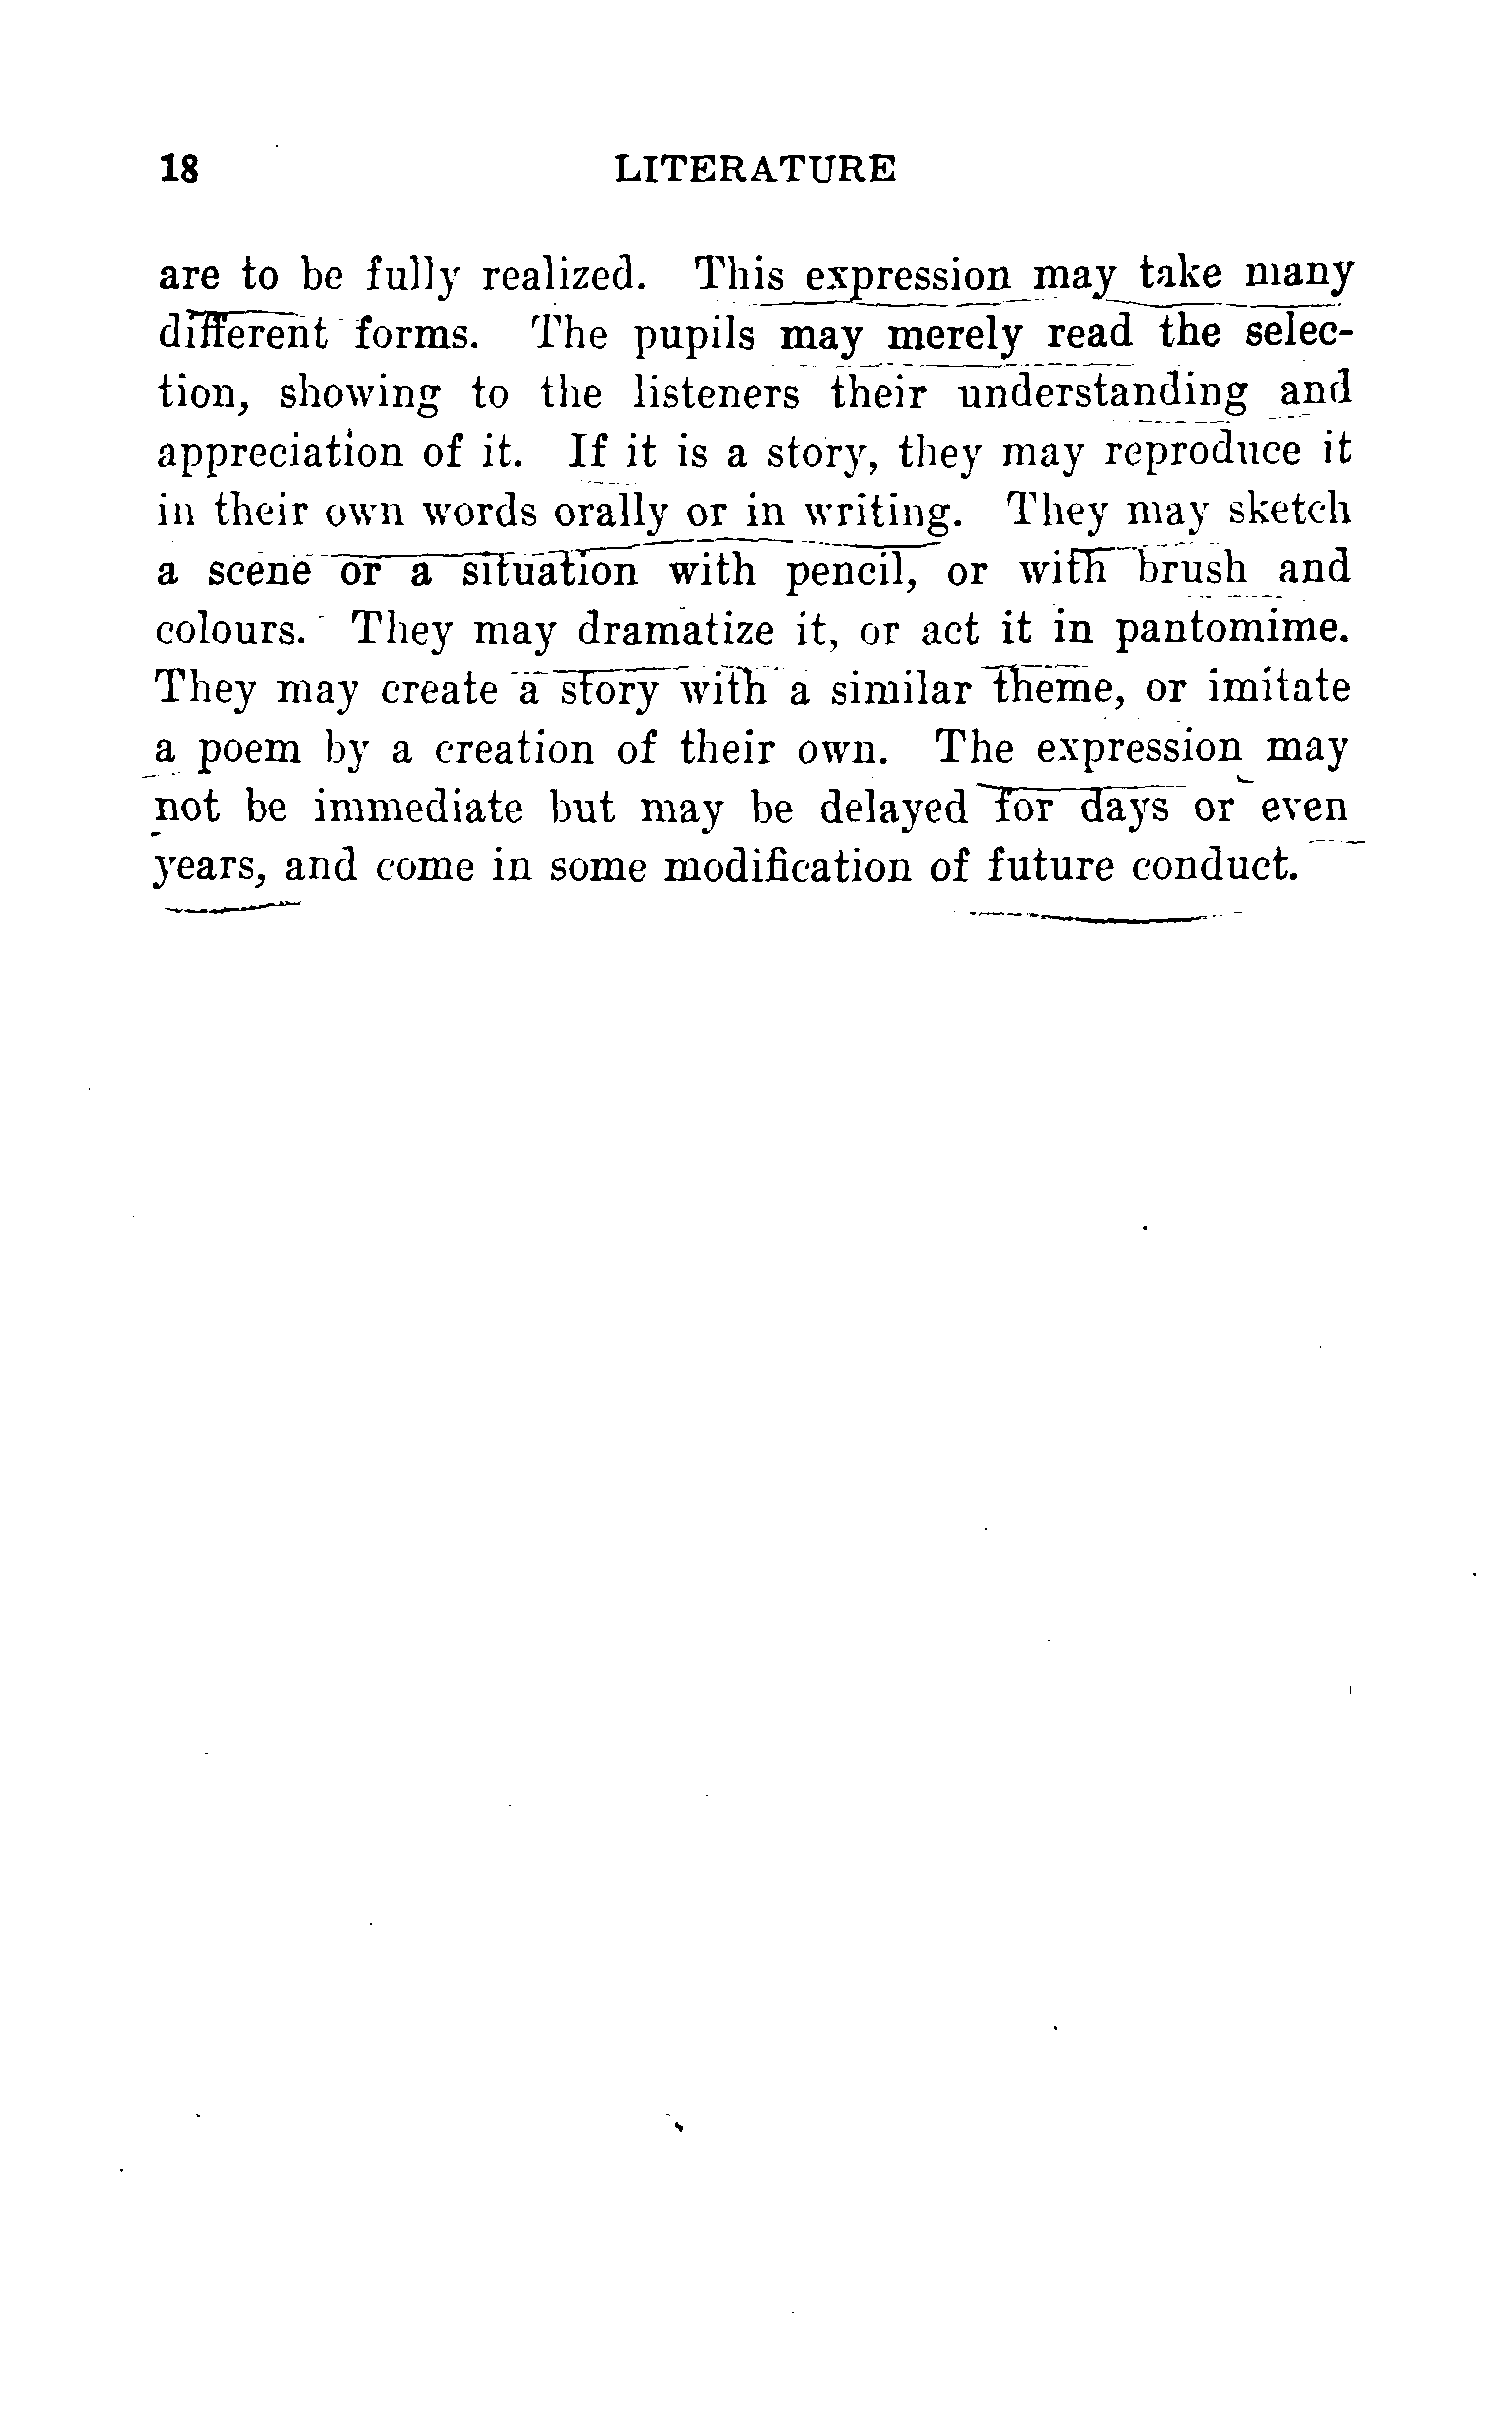 18 LITERATURE
are to be fully realized. This expression may take many
different forms. The pupils may merely read the selec-
tion, showing to the listeners their understanding and
appreciation of it. If it is a story, they may reproduce it
in their own words orally or in writing. They may sketch
a scene or a situation with pencil, or with brush and
colours. They may dramatize it, or act it in pantomime.
They may create a story with a similar theme, or imitate
a poem by a creation of their own. The expression may
not be immediate but may be delayed for days or even
years, and come in some modification of future conduct.